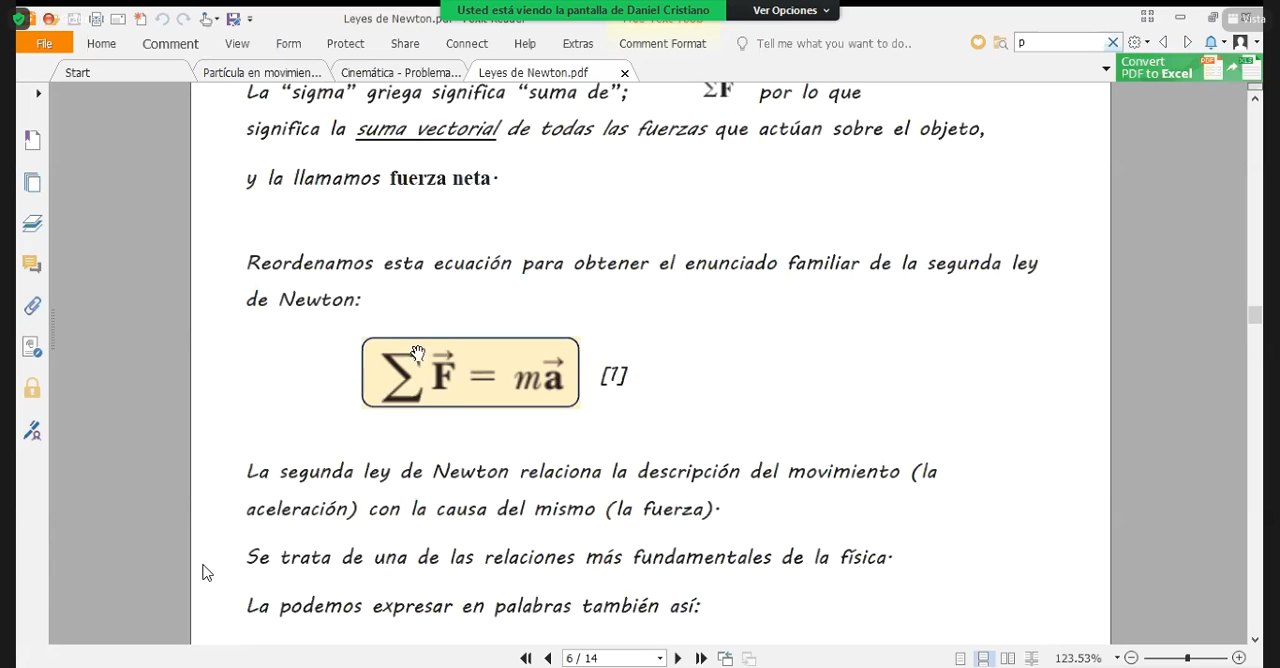 Usted está viendo la pantalla de Daniel Cristiano
Ver Opciones
Leyes de Newton.pdf
Vista
File Home Comment View Form Protect Share Connect Help Extras Comment Format Tell me what you want to do.. p
Convert
PDF to Excel
Start Partícula en movimien... Cinemática - Problema... Leyes de Newton.pdf
La “sigma” griega significa “suma de”; ΣF por lo que
significa la suma vectorial de todas las fuerzas que actúan sobre el objeto,
y la llamamos fuerza neta.
Reordenamos esta ecuación para obtener el enunciado familiar de la segunda ley
de Newton:
∑F⃗ = ma⃗ [1]
La segunda ley de Newton relaciona la descripción del movimiento (la
aceleración) con la causa del mismo (la fuerza).
Se trata de una de las relaciones más fundamentales de la física.
La podemos expresar en palabras también así:
6 / 14 123.53%